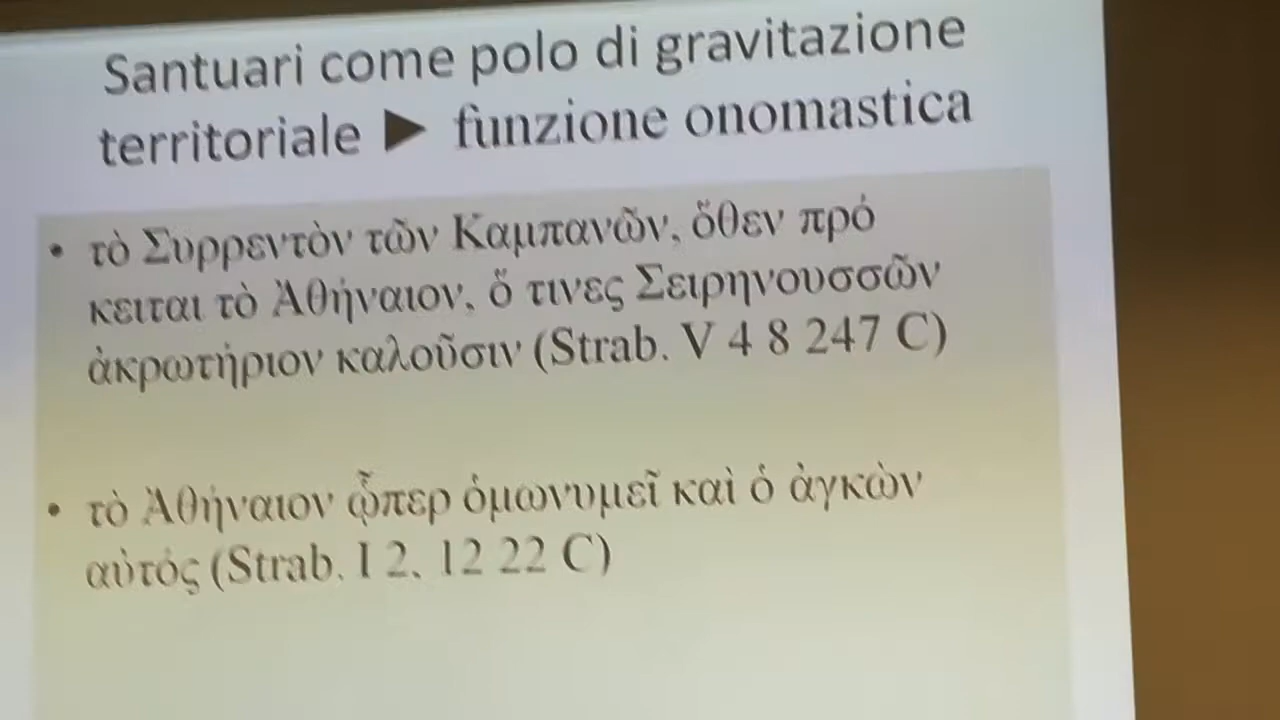 Santuari come polo di gravitazione
territoriale ► funzione onomastica
• τὸ Συρρεντὸν τῶν Καμπανῶν, ὅθεν πρό
κειται τὸ Ἀθήναιον, ὅ τινες Σειρηνουσσῶν
ἀκρωτήριον καλοῦσιν (Strab. V 4 8 247 C)
• τὸ Ἀθήναιον ᾧπερ ὁμωνυμεῖ καὶ ὁ ἀγκὼν
αὐτός (Strab. I 2, 12 22 C)